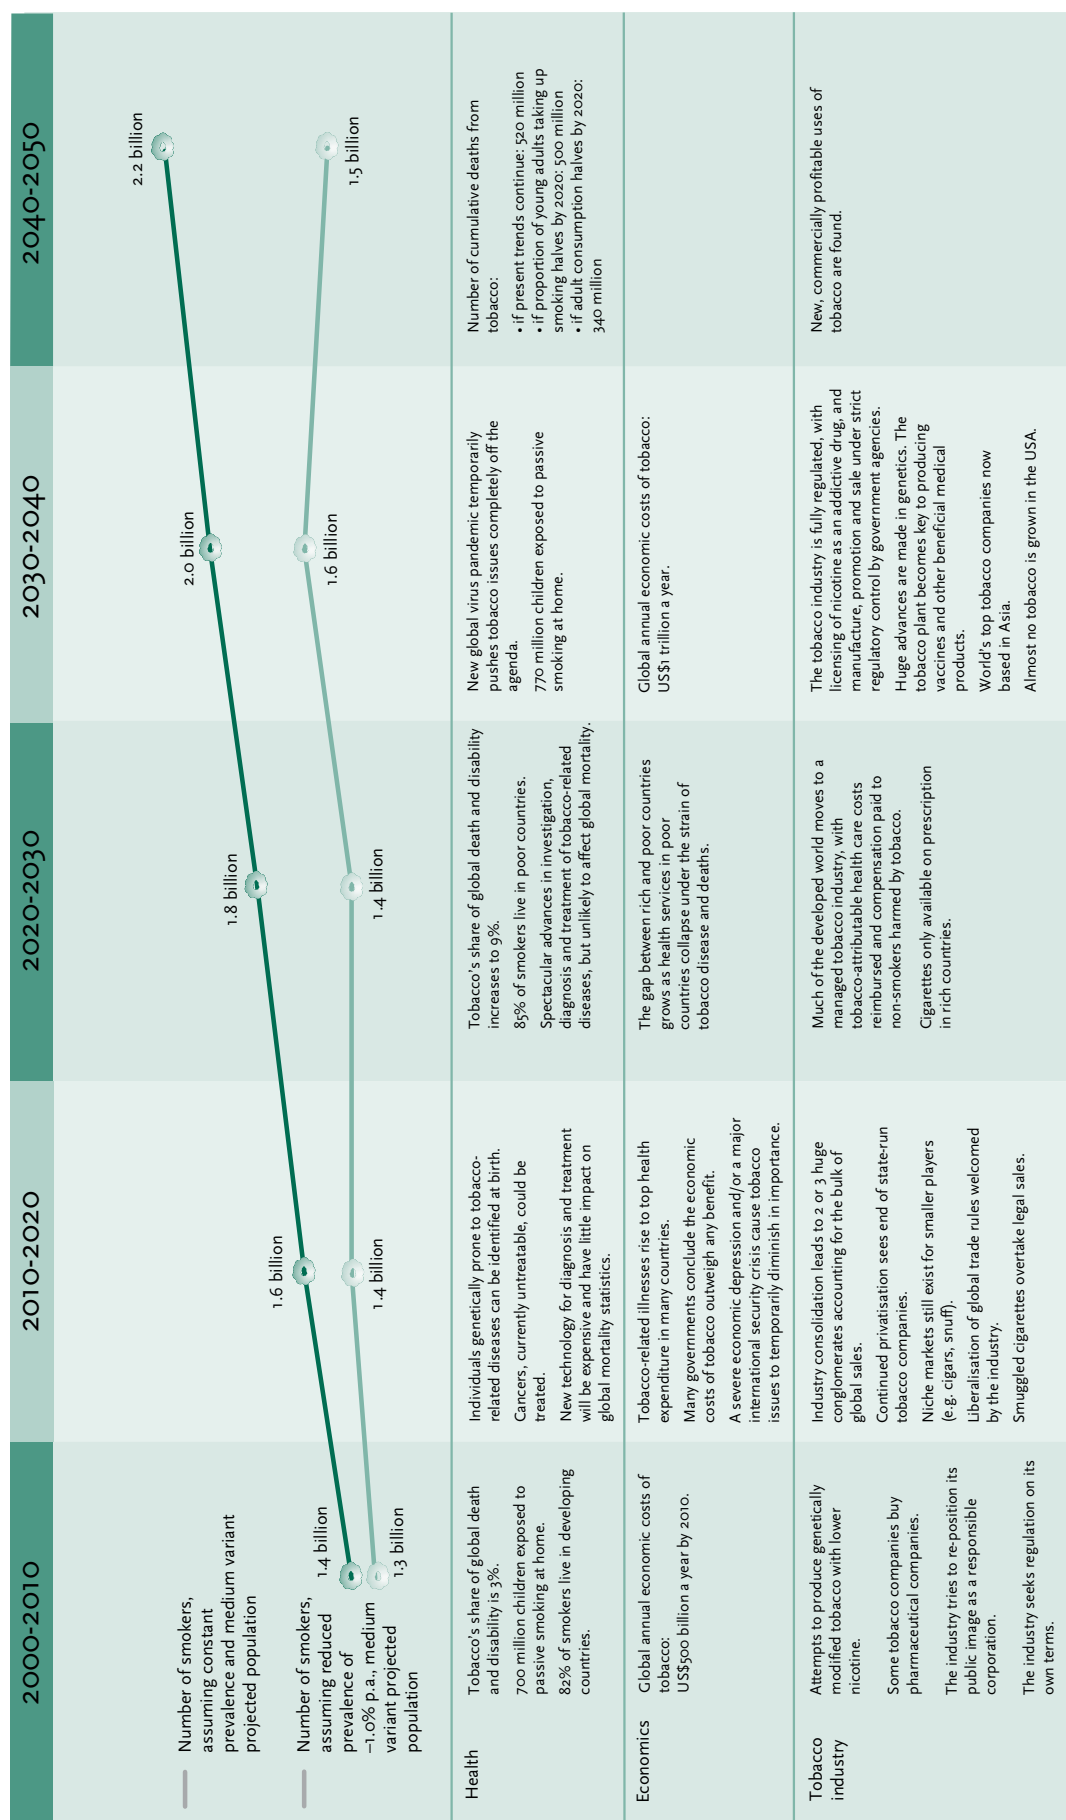 2000-2010
2010-2020
2020-2030
2030-2040
2040-2050
Number of smokers,
assuming constant
prevalence and medium variant
projected population
1.4 billion
1.6 billion
1.8 billion
2.0 billion
2.2 billion
Number of smokers,
assuming reduced
prevalence of
–1.0% p.a., medium
variant projected
population
1.3 billion
1.4 billion
1.4 billion
1.6 billion
1.5 billion
Health
Tobacco's share of global death
and disability is 3%.
700 million children exposed to
passive smoking at home.
82% of smokers live in developing
countries.
Individuals genetically prone to tobacco-
related diseases can be identified at birth.
Cancers, currently untreatable, could be
treated.
New technology for diagnosis and treatment
will be expensive and have little impact on
global mortality statistics.
Tobacco's share of global death and disability
increases to 9%.
85% of smokers live in poor countries.
Spectacular advances in investigation,
diagnosis and treatment of tobacco-related
diseases, but unlikely to affect global mortality.
New global virus pandemic temporarily
pushes tobacco issues completely off the
agenda.
770 million children exposed to passive
smoking at home.
Number of cumulative deaths from
tobacco:
• if present trends continue: 520 million
• if proportion of young adults taking up
smoking halves by 2020: 500 million
• if adult consumption halves by 2020:
340 million
Economics
Global annual economic costs of
tobacco:
US$500 billion a year by 2010.
Tobacco-related illnesses rise to top health
expenditure in many countries.
Many governments conclude the economic
costs of tobacco outweigh any benefit.
A severe economic depression and/or a major
international security crisis cause tobacco
issues to temporarily diminish in importance.
The gap between rich and poor countries
grows as health services in poor
countries collapse under the strain of
tobacco disease and deaths.
Global annual economic costs of tobacco:
US$1 trillion a year.
Tobacco
industry
Attempts to produce genetically
modified tobacco with lower
nicotine.
Some tobacco companies buy
pharmaceutical companies.
The industry tries to re-position its
public image as a responsible
corporation.
The industry seeks regulation on its
own terms.
Industry consolidation leads to 2 or 3 huge
conglomerates accounting for the bulk of
global sales.
Continued privatisation sees end of state-run
tobacco companies.
Niche markets still exist for smaller players
(e.g. cigars, snuff).
Liberalisation of global trade rules welcomed
by the industry.
Smuggled cigarettes overtake legal sales.
Much of the developed world moves to a
managed tobacco industry, with
tobacco-attributable health care costs
reimbursed and compensation paid to
non-smokers harmed by tobacco.
Cigarettes only available on prescription
in rich countries.
The tobacco industry is fully regulated, with
licensing of nicotine as an addictive drug, and
manufacture, promotion and sale under strict
regulatory control by government agencies.
Huge advances are made in genetics. The
tobacco plant becomes key to producing
vaccines and other beneficial medical
products.
World's top tobacco companies now
based in Asia.
Almost no tobacco is grown in the USA.
New, commercially profitable uses of
tobacco are found.